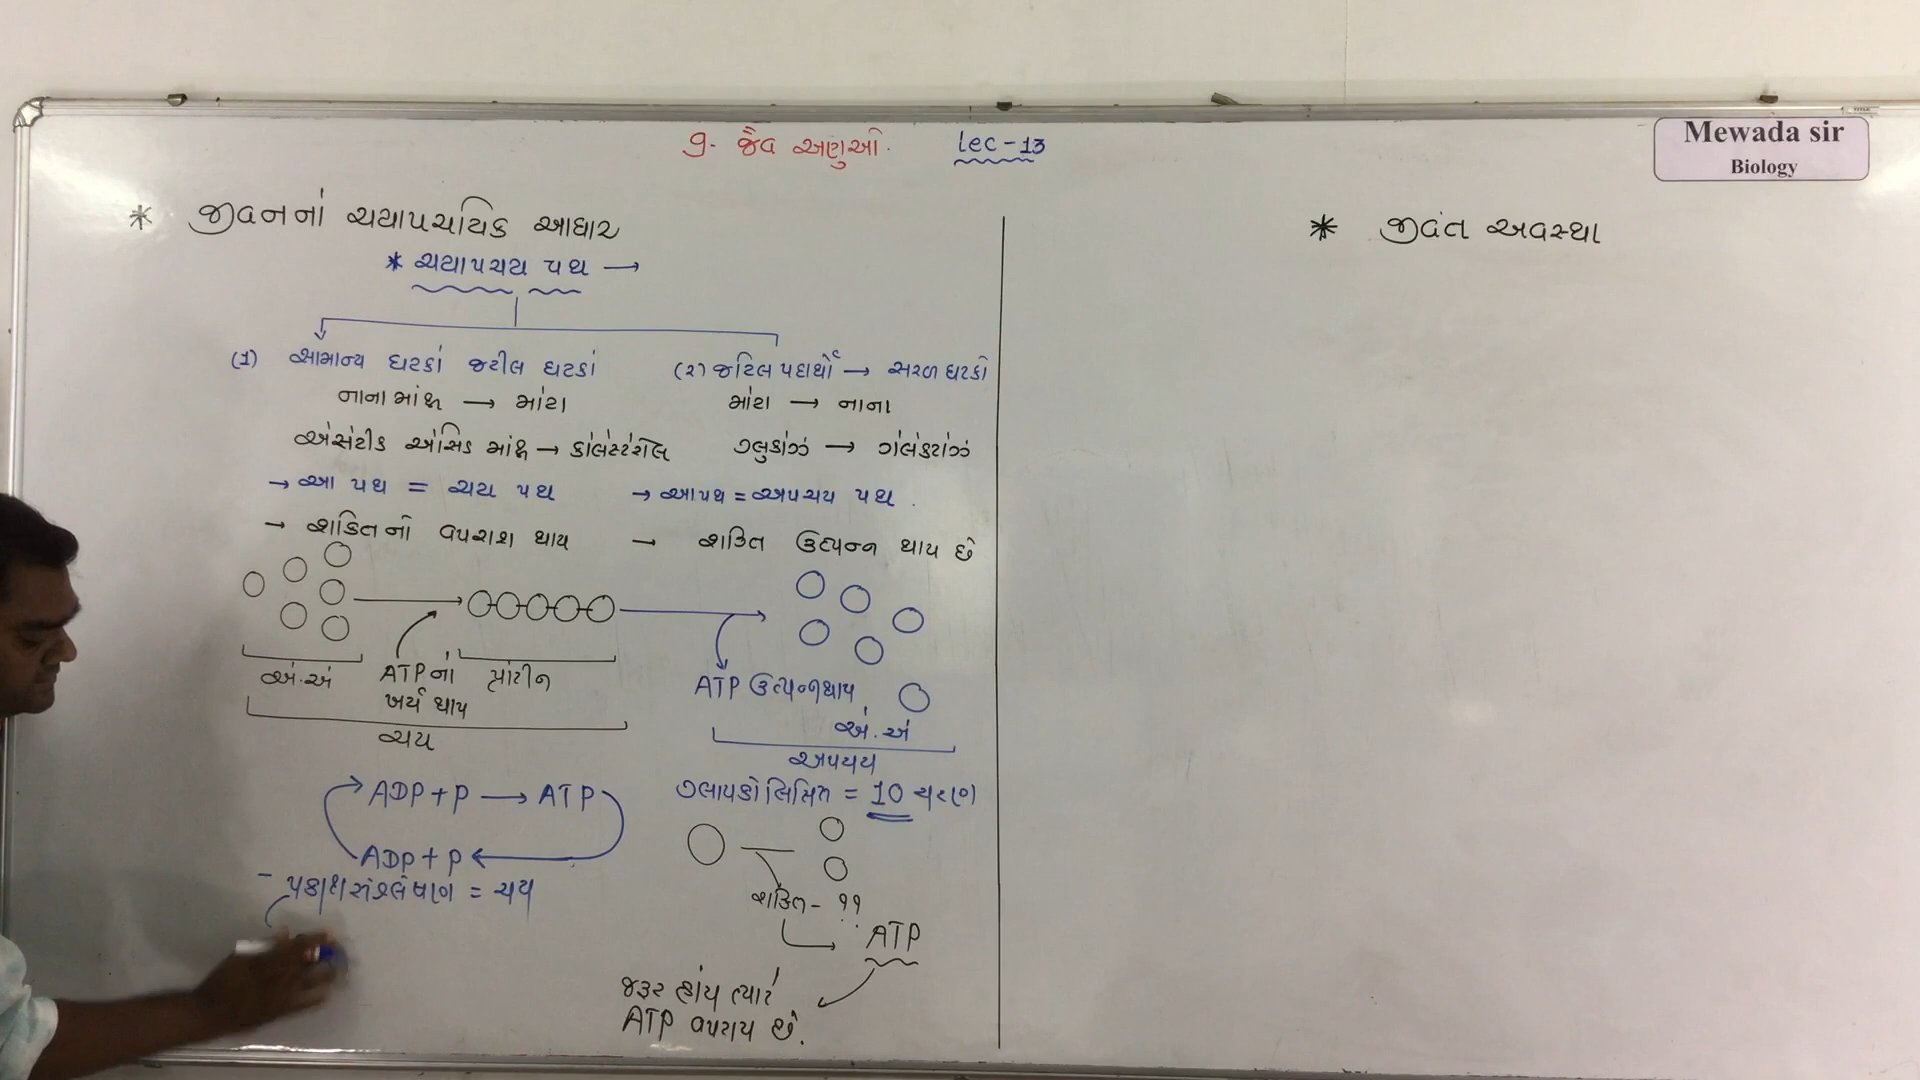 9. જૈવ અણુઓ. Lec-13
Mewada sir
Biology
* જીવનનાં ચયાપચયિક આધાર
* ચયાપચય પથ →
(1) સામાન્ય ઘટકો જટીલ ઘટકો
નાનામાંથી → મોટા
એસેટીક એસિડ માંથી → કોલેસ્ટેરોલ
→ આ પથ = ચય પથ
→ શક્તિનો વપરાશ થાય
એ.એ
ATPનો
ખર્ચ થાય
પ્રોટીન
ચય
ADP+P → ATP
ADP+P
- પ્રકાશસંશ્લેષણ = ચય
(૨) જટિલ પદાર્થો → સરળ ઘટકો
મોટા → નાના
ગ્લુકોઝ → ગેલેકટોઝ
→ આ પથ = અપચય પથ.
→ શક્તિ ઉત્પન્ન થાય છે
ATP ઉત્પન્ન થાય
એ.એ
અપચય
ગ્લાયકોલિસિસ = 10 ચરણ
શક્તિ - ??
ATP
જરૂર હોય ત્યારે
ATP વપરાય છે.
* જીવંત અવસ્થા